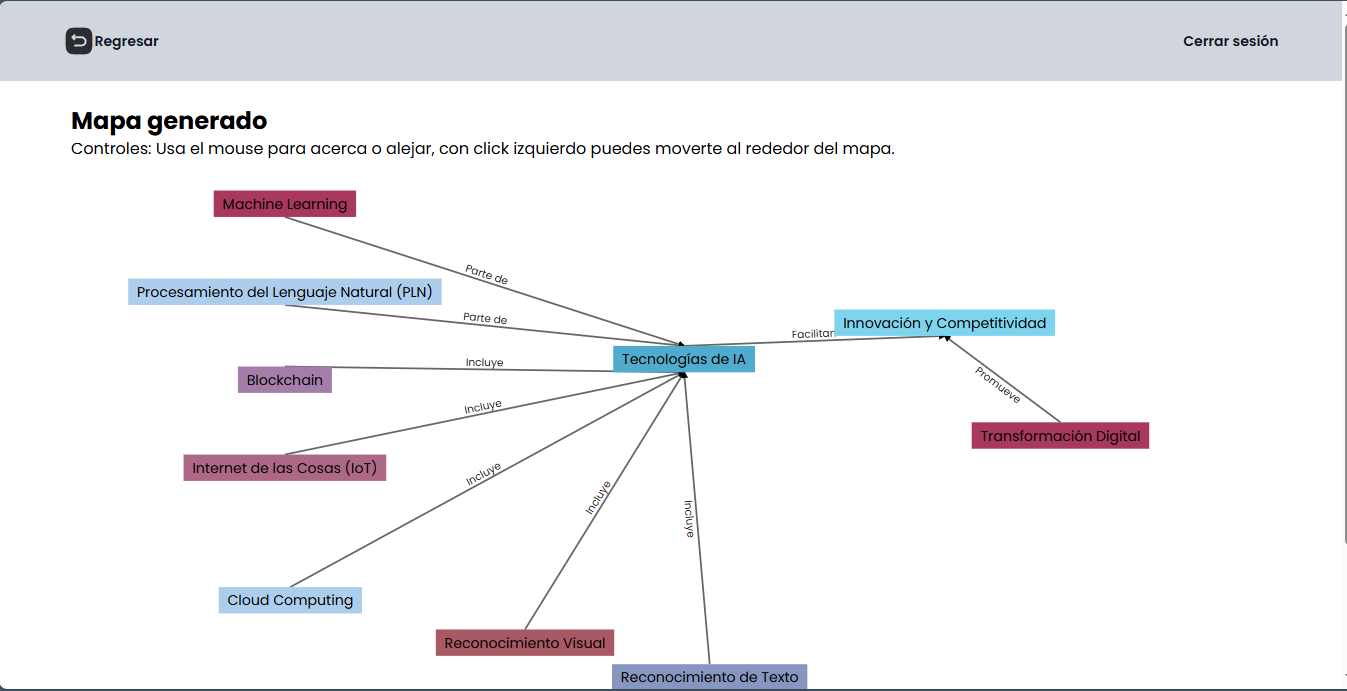 Regresar
Cerrar sesión
Mapa generado
Controles: Usa el mouse para acerca o alejar, con click izquierdo puedes moverte al rededor del mapa.
Machine Learning
Parte de
Procesamiento del Lenguaje Natural (PLN)
Parte de
Innovación y Competitividad
Facilitan
Tecnologías de IA
Incluye
Blockchain
Promueve
Incluye
Transformación Digital
Internet de las Cosas (IoT)
Incluye
Incluye
Incluye
Cloud Computing
Reconocimiento Visual
Reconocimiento de Texto